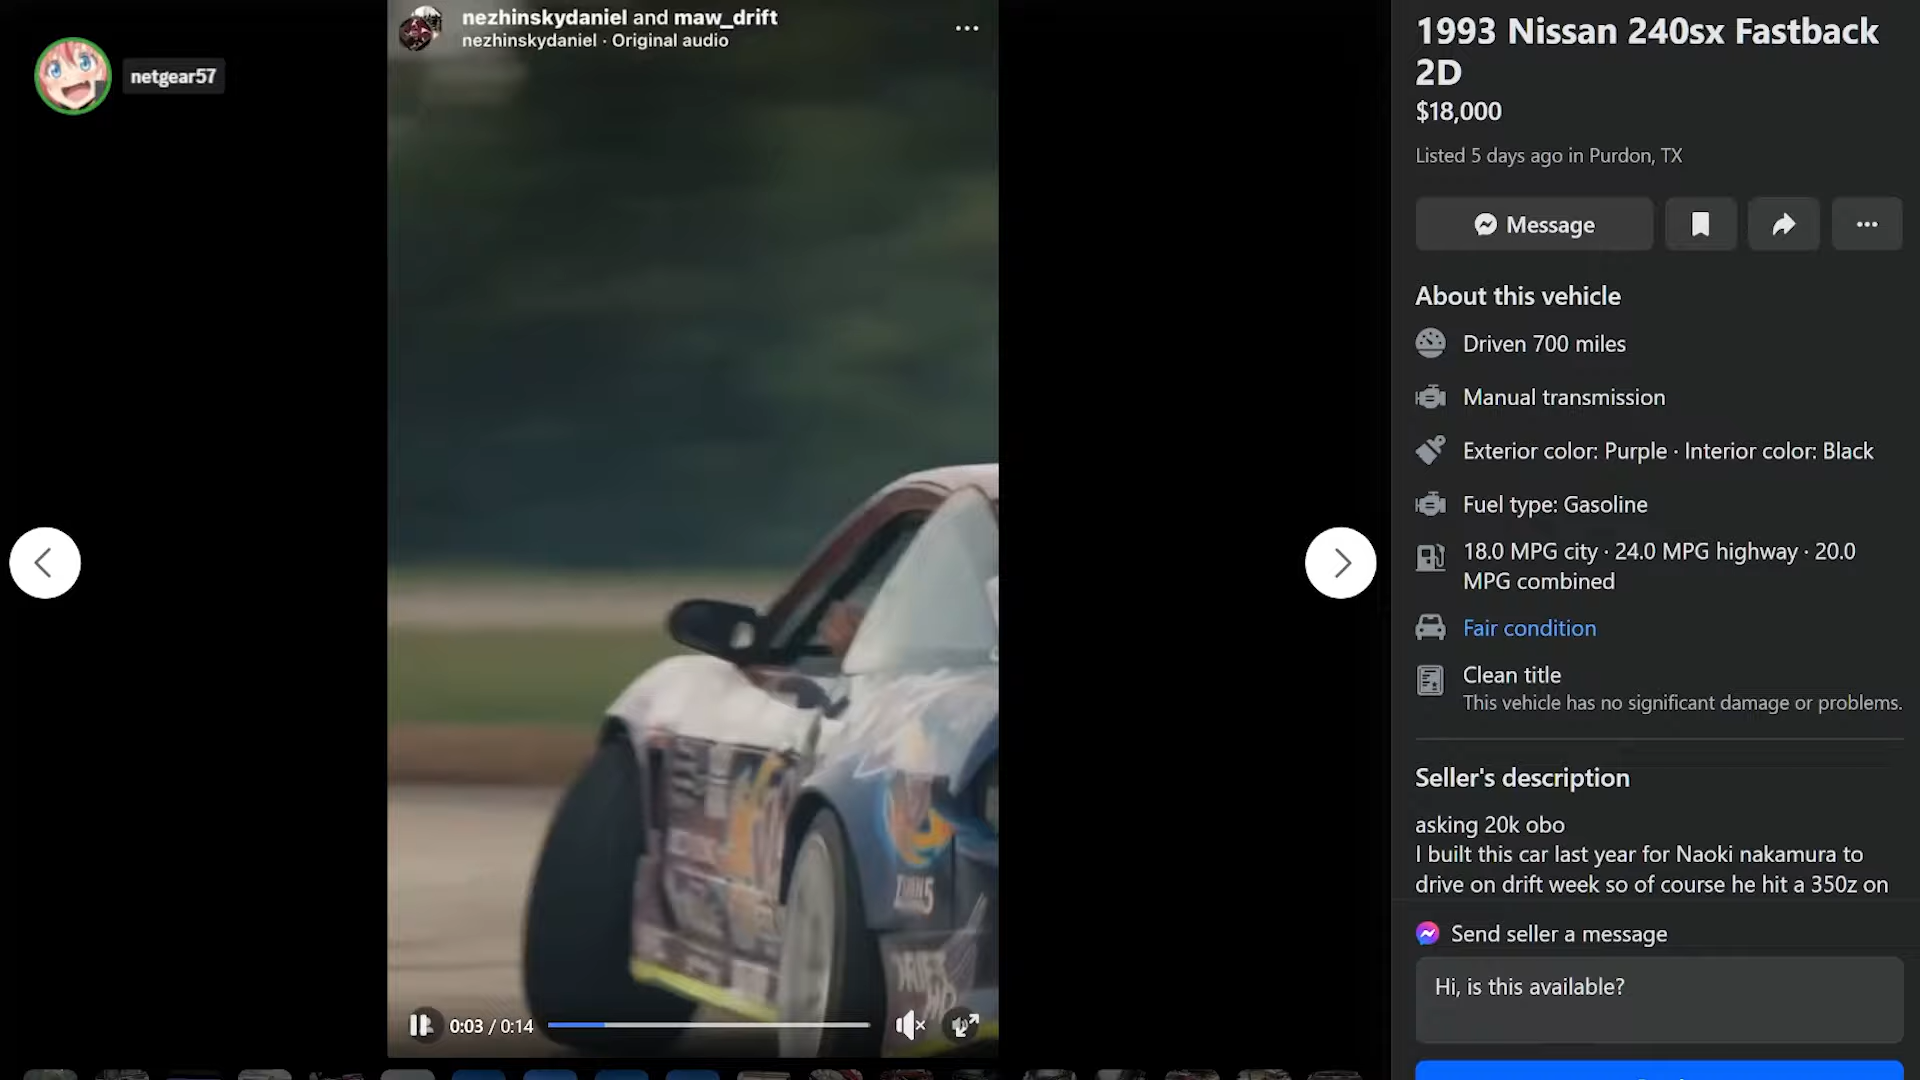 nezhinskydaniel and maw_drift
nezhinskydaniel · Original audio
netgear57
1993 Nissan 240sx Fastback
2D
$18,000
Listed 5 days ago in Purdon, TX
Message
About this vehicle
Driven 700 miles
Manual transmission
Exterior color: Purple · Interior color: Black
Fuel type: Gasoline
18.0 MPG city · 24.0 MPG highway · 20.0
MPG combined
Fair condition
Clean title
This vehicle has no significant damage or problems.
Seller's description
asking 20k obo
I built this car last year for Naoki nakamura to
drive on drift week so of course he hit a 350z on
Send seller a message
Hi, is this available?
0:03 / 0:14